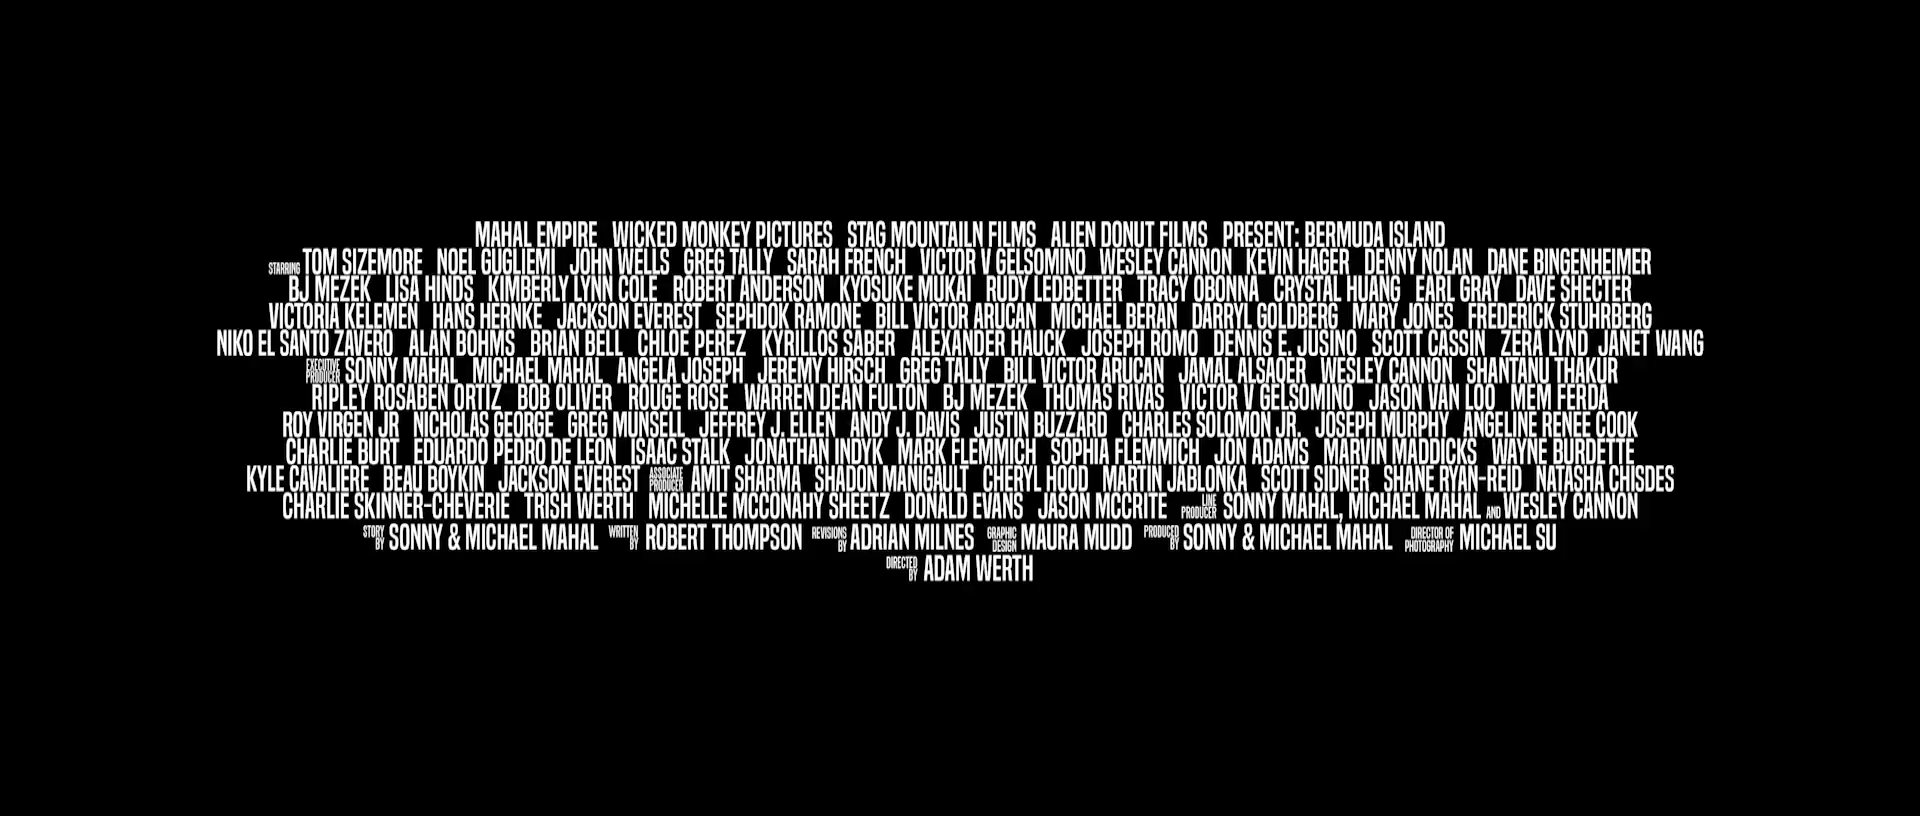 MAHAL EMPIRE WICKED MONKEY PICTURES STAG MOUNTAILN FILMS ALIEN DONUT FILMS PRESENT: BERMUDA ISLAND
STARRING TOM SIZEMORE NOEL GUGLIEMI JOHN WELLS GREG TALLY SARAH FRENCH VICTOR V GELSOMINO WESLEY CANNON KEVIN HAGER DENNY NOLAN DANE BINGENHEIMER
BJ MEZEK LISA HINDS KIMBERLY LYNN COLE ROBERT ANDERSON KYOSUKE MUKAI RUDY LEDBETTER TRACY OBONNA CRYSTAL HUANG EARL GRAY DAVE SHECTER
VICTORIA KELEMEN HANS HERNKE JACKSON EVEREST SEPHDOK RAMONE BILL VICTOR ARUCAN MICHAEL BERAN DARRYL GOLDBERG MARY JONES FREDERICK STUHRBERG
NIKO EL SANTO ZAVERO ALAN BOHMS BRIAN BELL CHLOE PEREZ KYRILLOS SABER ALEXANDER HAUCK JOSEPH ROMO DENNIS E. JUSINO SCOTT CASSIN ZERA LYND JANET WANG
EXECUTIVE PRODUCER SONNY MAHAL MICHAEL MAHAL ANGELA JOSEPH JEREMY HIRSCH GREG TALLY BILL VICTOR ARUCAN JAMAL ALSAQER WESLEY CANNON SHANTANU THAKUR
RIPLEY ROSABEN ORTIZ BOB OLIVER ROUGE ROSE WARREN DEAN FULTON BJ MEZEK THOMAS RIVAS VICTOR V GELSOMINO JASON VAN LOO MEM FERDA
ROY VIRGEN JR NICHOLAS GEORGE GREG MUNSELL JEFFREY J. ELLEN ANDY J. DAVIS JUSTIN BUZZARD CHARLES SOLOMON JR. JOSEPH MURPHY ANGELINE RENEE COOK
CHARLIE BURT EDUARDO PEDRO DE LEON ISAAC STALK JONATHAN INDYK MARK FLEMMICH SOPHIA FLEMMICH JON ADAMS MARVIN MADDICKS WAYNE BURDETTE
KYLE CAVALIERE BEAU BOYKIN JACKSON EVEREST ASSOCIATE PRODUCER AMIT SHARMA SHADON MANIGAULT CHERYL HOOD MARTIN JABLONKA SCOTT SIDNER SHANE RYAN-REID NATASHA CHISDES
CHARLIE SKINNER-CHEVERIE TRISH WERTH MICHELLE MCCONAHY SHEETZ DONALD EVANS JASON MCCRITE LINE PRODUCER SONNY MAHAL, MICHAEL MAHAL AND WESLEY CANNON
STORY BY SONNY & MICHAEL MAHAL WRITTEN BY ROBERT THOMPSON REVISIONS BY ADRIAN MILNES GRAPHIC DESIGN MAURA MUDD PRODUCED BY SONNY & MICHAEL MAHAL DIRECTOR OF PHOTOGRAPHY MICHAEL SU
DIRECTED BY ADAM WERTH